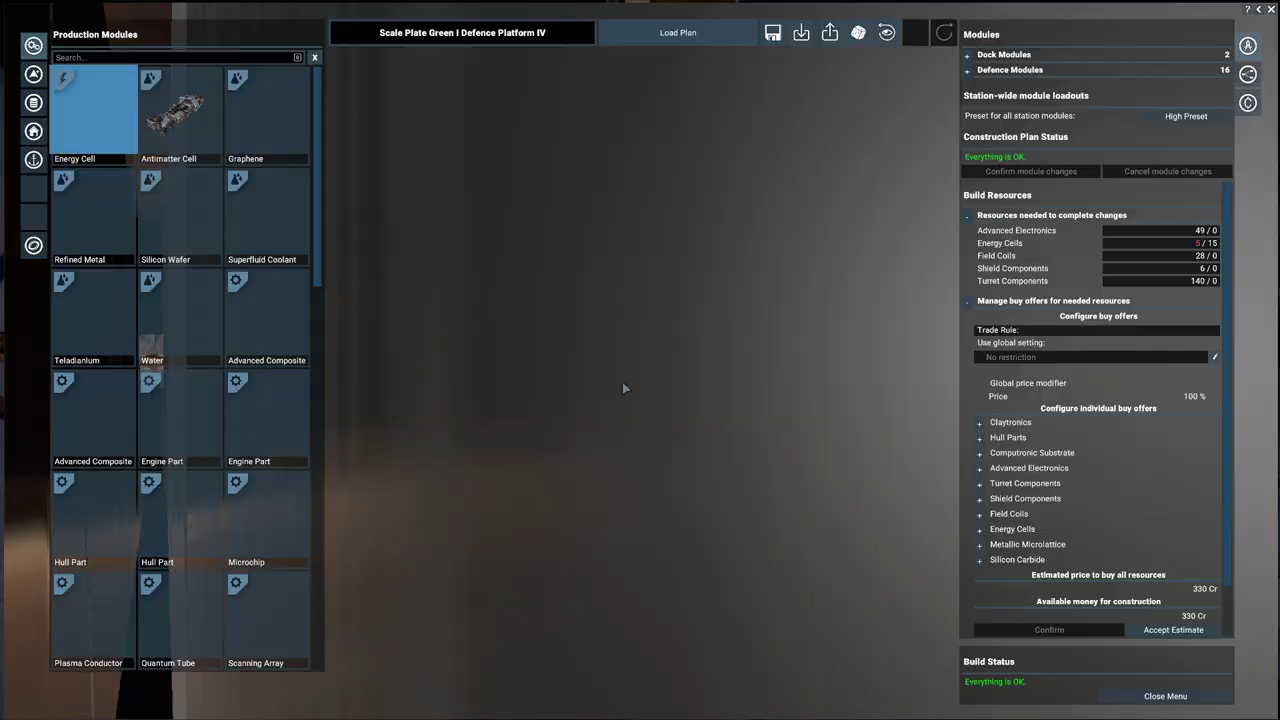 Production Modules
Search...
X
Energy Cell
Antimatter Cell
Graphene
Refined Metal
Silicon Wafer
Superfluid Coolant
Teladianium
Water
Advanced Composite
Advanced Composite
Engine Part
Engine Part
Hull Part
Hull Part
Microchip
Plasma Conductor
Quantum Tube
Scanning Array
Scale Plate Green I Defence Platform IV
Load Plan
? < X
Modules
+ Dock Modules 2
+ Defence Modules 16
Station-wide module loadouts
Preset for all station modules: High Preset
Construction Plan Status
Everything is OK.
Confirm module changes Cancel module changes
Build Resources
- Resources needed to complete changes
Advanced Electronics 49 / 0
Energy Cells 5 / 15
Field Coils 28 / 0
Shield Components 6 / 0
Turret Components 140 / 0
- Manage buy offers for needed resources
Configure buy offers
Trade Rule:
Use global setting:
No restriction
Global price modifier
Price 100 %
Configure individual buy offers
+ Claytronics
+ Hull Parts
+ Computronic Substrate
+ Advanced Electronics
+ Turret Components
+ Shield Components
+ Field Coils
+ Energy Cells
+ Metallic Microlattice
+ Silicon Carbide
Estimated price to buy all resources
330 Cr
Available money for construction
330 Cr
Confirm Accept Estimate
Build Status
Everything is OK.
Close Menu